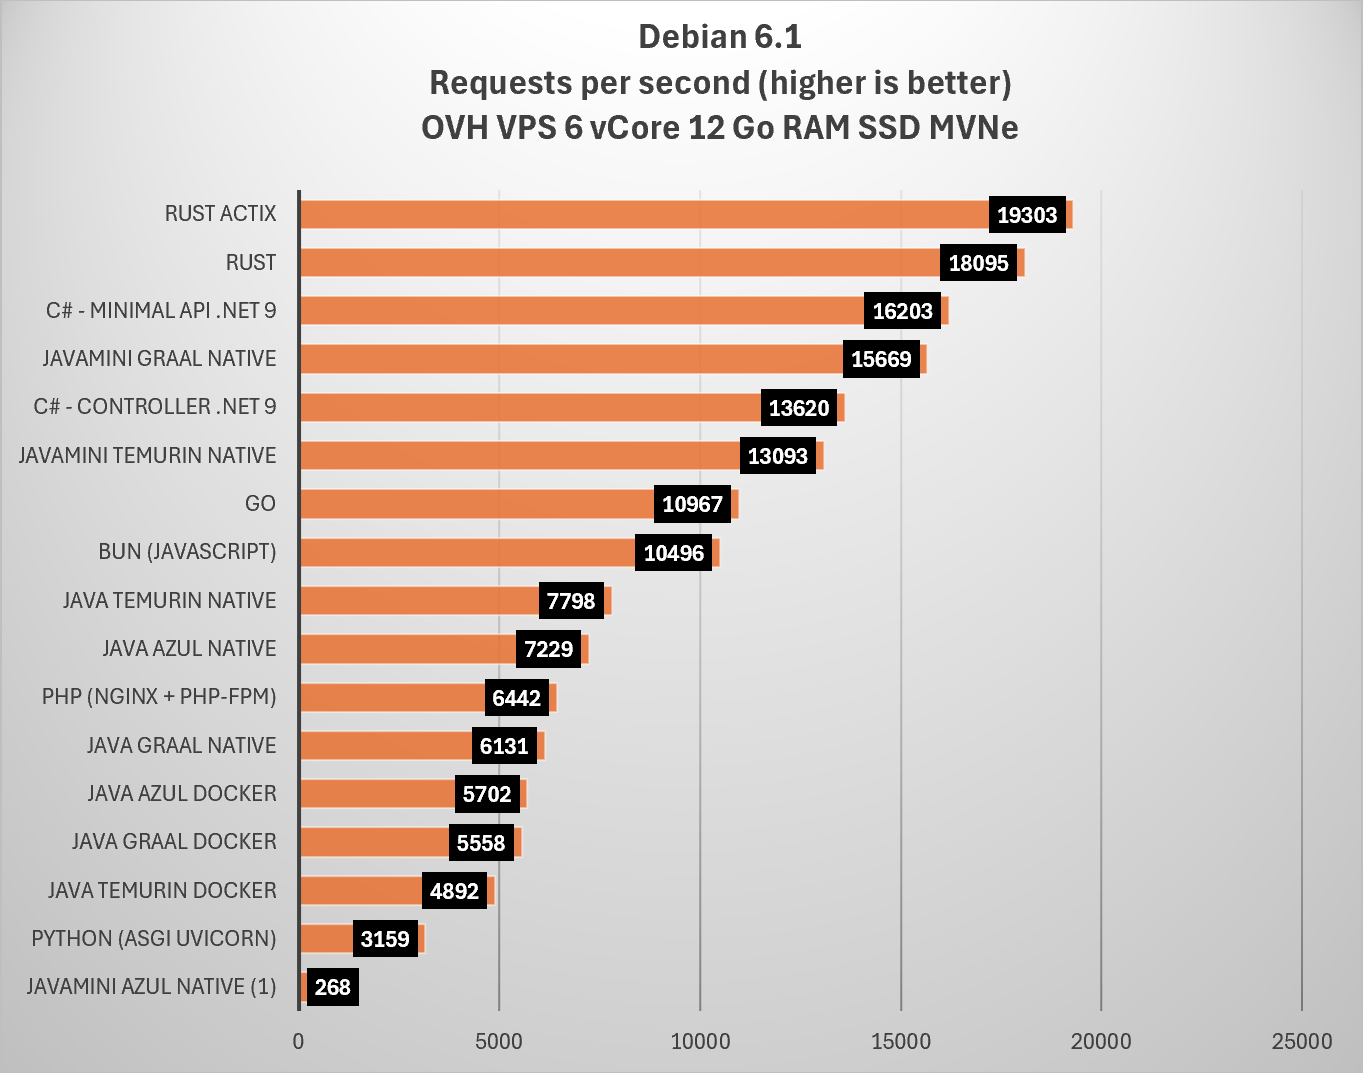 Debian 6.1
Requests per second (higher is better)
OVH VPS 6 vCore 12 Go RAM SSD MVNe
RUST ACTIX 19303
RUST 18095
C# - MINIMAL API .NET 9 16203
JAVAMINI GRAAL NATIVE 15669
C# - CONTROLLER .NET 9 13620
JAVAMINI TEMURIN NATIVE 13093
GO 10967
BUN (JAVASCRIPT) 10496
JAVA TEMURIN NATIVE 7798
JAVA AZUL NATIVE 7229
PHP (NGINX + PHP-FPM) 6442
JAVA GRAAL NATIVE 6131
JAVA AZUL DOCKER 5702
JAVA GRAAL DOCKER 5558
JAVA TEMURIN DOCKER 4892
PYTHON (ASGI UVICORN) 3159
JAVAMINI AZUL NATIVE (1) 268
0 5000 10000 15000 20000 25000